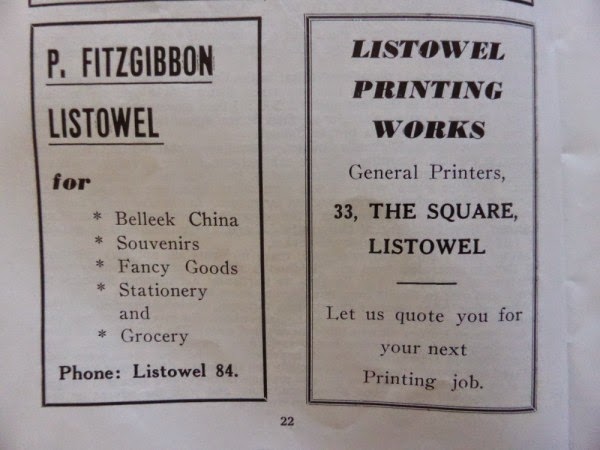 P. FITZGIBBON
LISTOWEL
for
* Belleek China
* Souvenirs
* Fancy Goods
* Stationery
and
* Grocery
Phone: Listowel 84.
LISTOWEL
PRINTING
WORKS
General Printers,
33, THE SQUARE,
LISTOWEL
Let us quote you for
your next
Printing job.
22